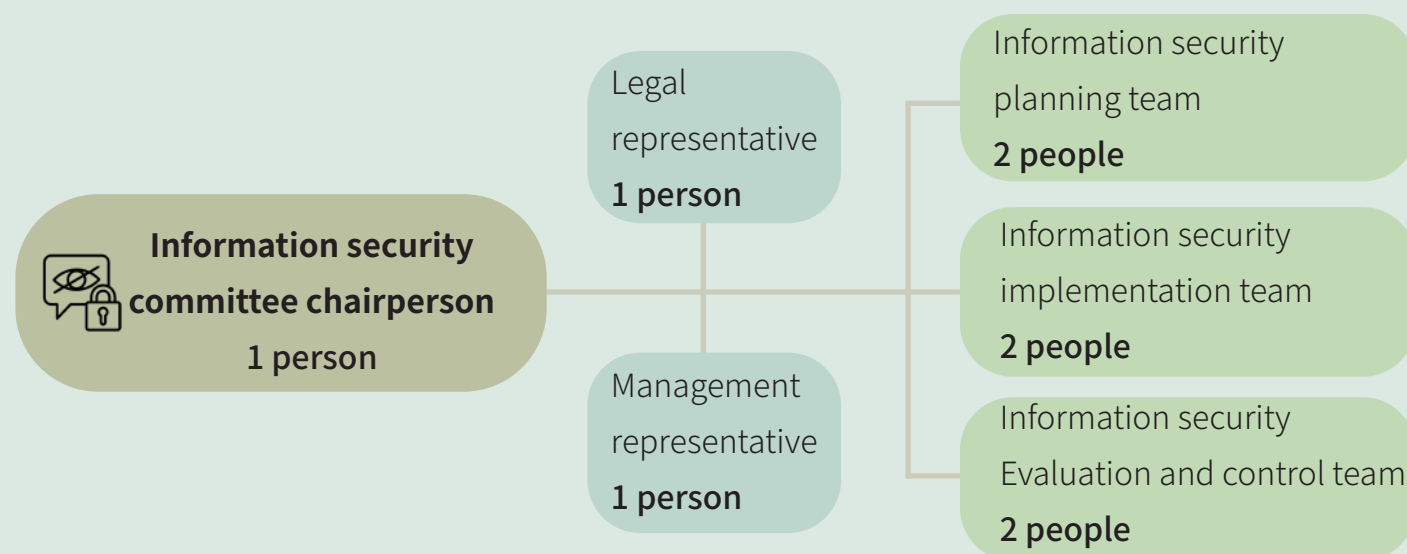 Information security
committee chairperson
1 person
Legal
representative
1 person
Management
representative
1 person
Information security
planning team
2 people
Information security
implementation team
2 people
Information security
Evaluation and control team
2 people